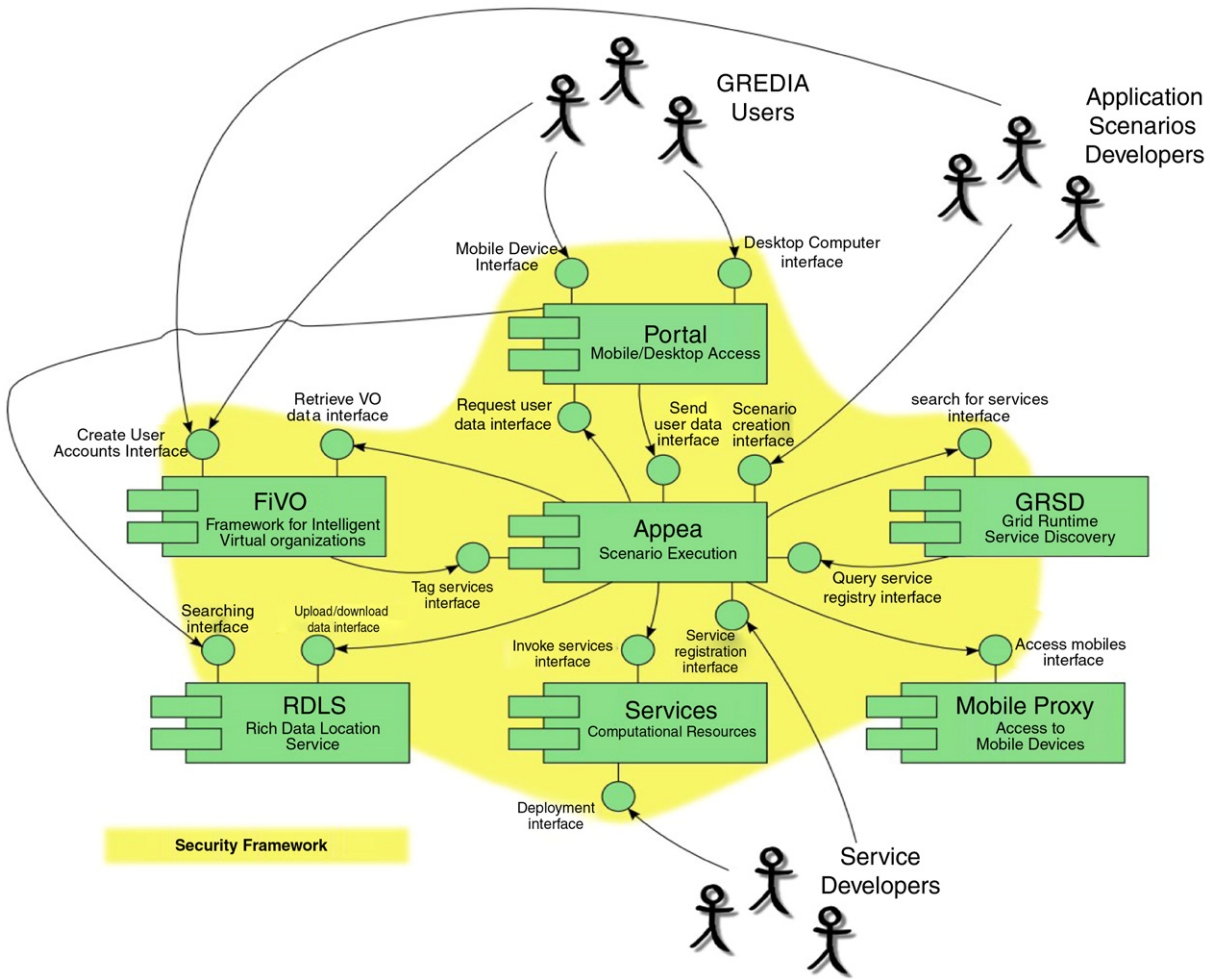 GREDIA
Users
Application
Scenarios
Developers
Mobile Device
Interface
Desktop Computer
interface
Portal
Mobile/Desktop Access
Request user
data interface
Send
user data
interface
Scenario
creation
interface
Retrieve VO
data interface
Create User
Accounts Interface
search for services
interface
FiVO
Framework for Intelligent
Virtual organizations
Appea
Scenario Execution
GRSD
Grid Runtime
Service Discovery
Tag services
interface
Query service
registry interface
Searching
interface
Upload/download
data interface
Invoke services
interface
Service
registration
interface
Access mobiles
interface
RDLS
Rich Data Location
Service
Services
Computational Resources
Mobile Proxy
Access to
Mobile Devices
Deployment
interface
Security Framework
Service
Developers